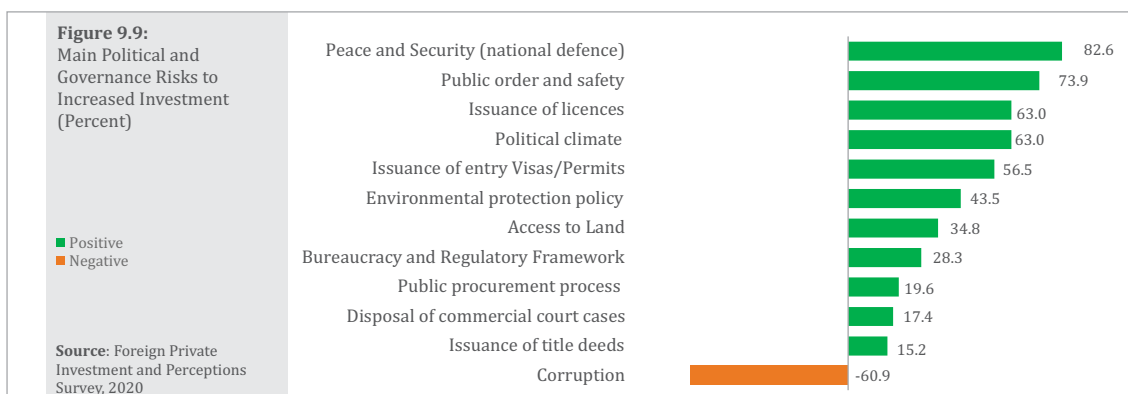 Figure 9.9:
Main Political and
Governance Risks to
Increased Investment
(Percent)
Positive
Negative
Source: Foreign Private
Investment and Perceptions
Survey, 2020
Peace and Security (national defence) 82.6
Public order and safety 73.9
Issuance of licences 63.0
Political climate 63.0
Issuance of entry Visas/Permits 56.5
Environmental protection policy 43.5
Access to Land 34.8
Bureaucracy and Regulatory Framework 28.3
Public procurement process 19.6
Disposal of commercial court cases 17.4
Issuance of title deeds 15.2
Corruption -60.9